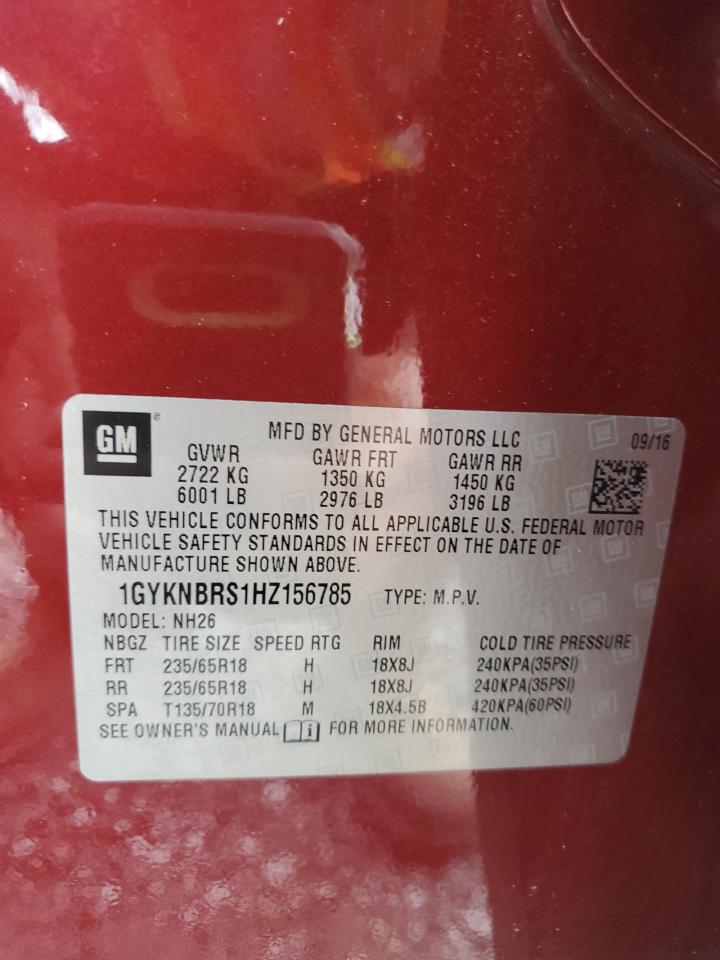 GM
MFD BY GENERAL MOTORS LLC 09/16
GVWR GAWR FRT GAWR RR
2722 KG 1350 KG 1450 KG
6001 LB 2976 LB 3196 LB
THIS VEHICLE CONFORMS TO ALL APPLICABLE U.S. FEDERAL MOTOR
VEHICLE SAFETY STANDARDS IN EFFECT ON THE DATE OF
MANUFACTURE SHOWN ABOVE.
1GYKNBRS1HZ156785 TYPE: M.P.V.
MODEL: NH26
NBGZ TIRE SIZE SPEED RTG RIM COLD TIRE PRESSURE
FRT 235/65R18 H 18X8J 240KPA(35PSI)
RR 235/65R18 H 18X8J 240KPA(35PSI)
SPA T135/70R18 M 18X4.5B 420KPA(60PSI)
SEE OWNER'S MANUAL i FOR MORE INFORMATION.